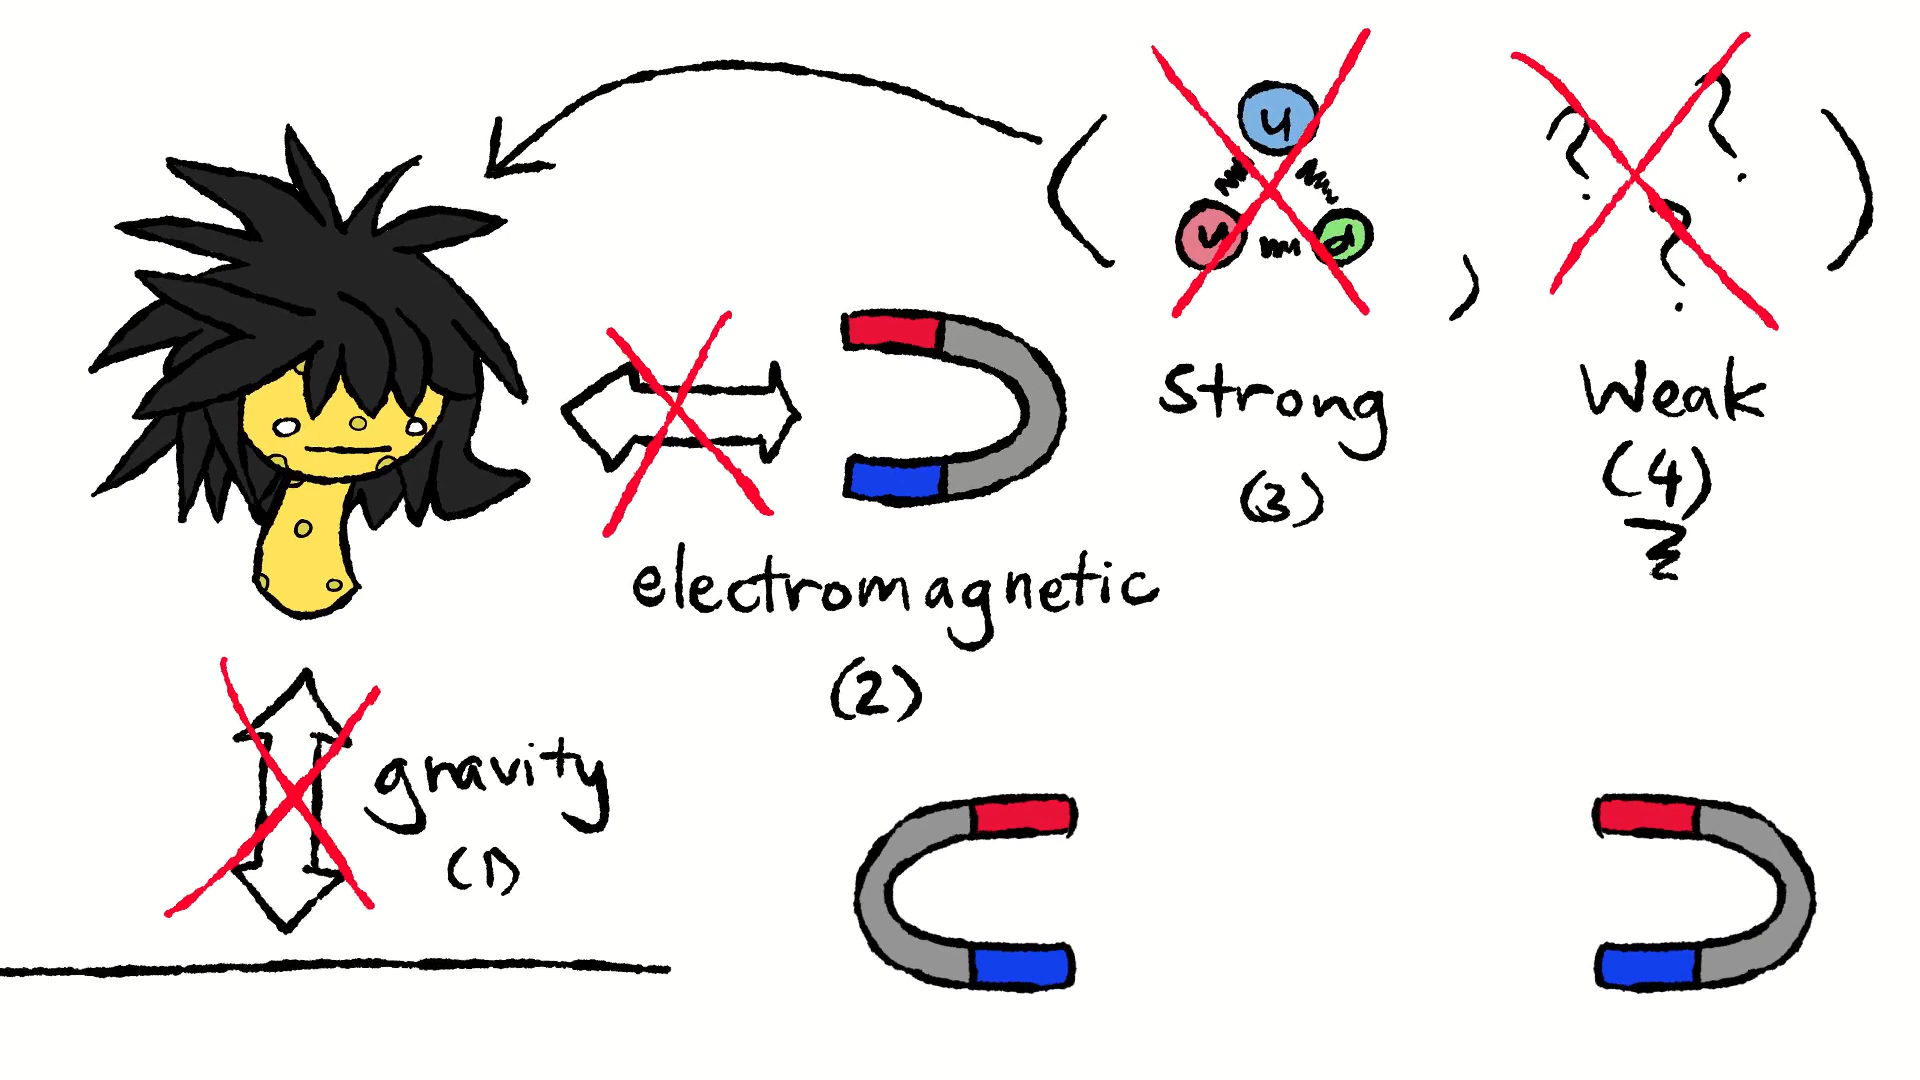 u
u d
? ? ?
Strong
(3)
Weak
(4)
electromagnetic
(2)
gravity
(1)